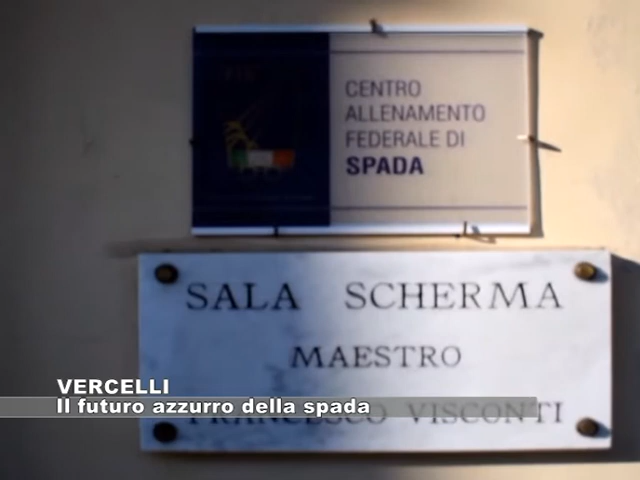 CENTRO
ALLENAMENTO
FEDERALE DI
SPADA
SALA SCHERMA
MAESTRO
FRANCESCO VISCONTI
VERCELLI
Il futuro azzurro della spada